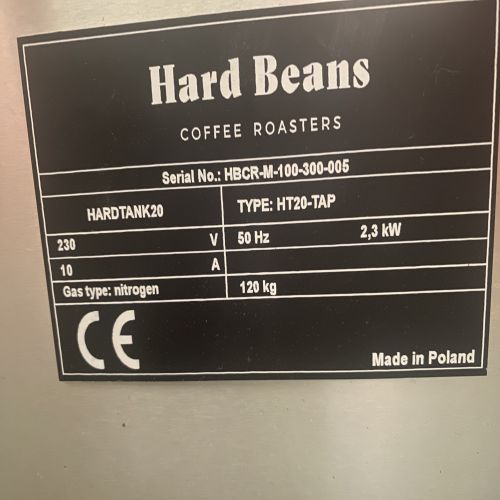 Hard Beans
COFFEE ROASTERS
Serial No.: HBCR-M-100-300-005
HARDTANK20 TYPE: HT20-TAP
230 V 50 Hz 2,3 kW
10 A
Gas type: nitrogen 120 kg
CE
Made in Poland